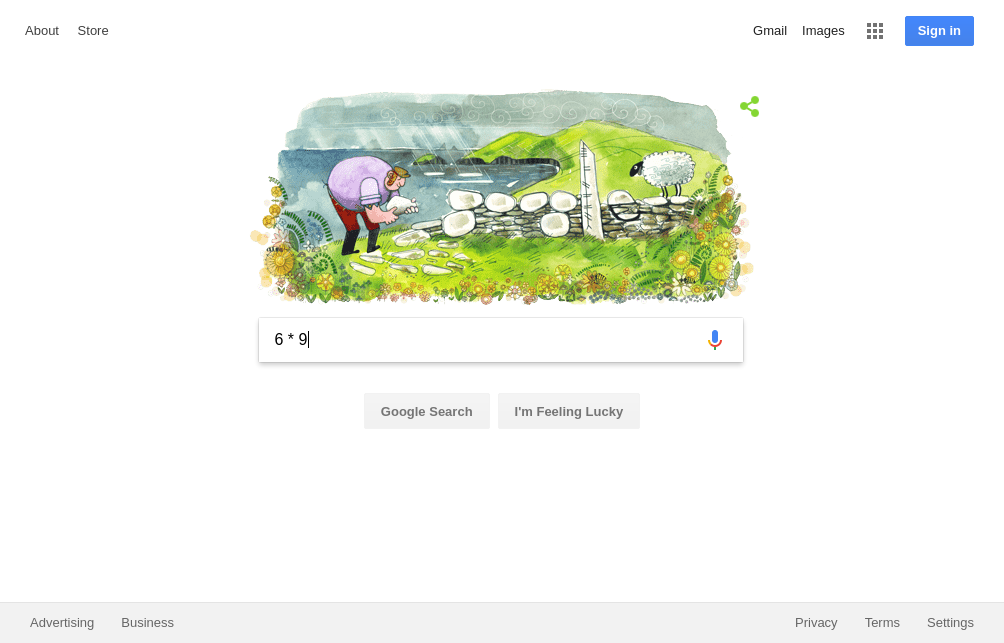 About Store Gmail Images Sign in
6 * 9
Google Search I'm Feeling Lucky
Advertising Business Privacy Terms Settings